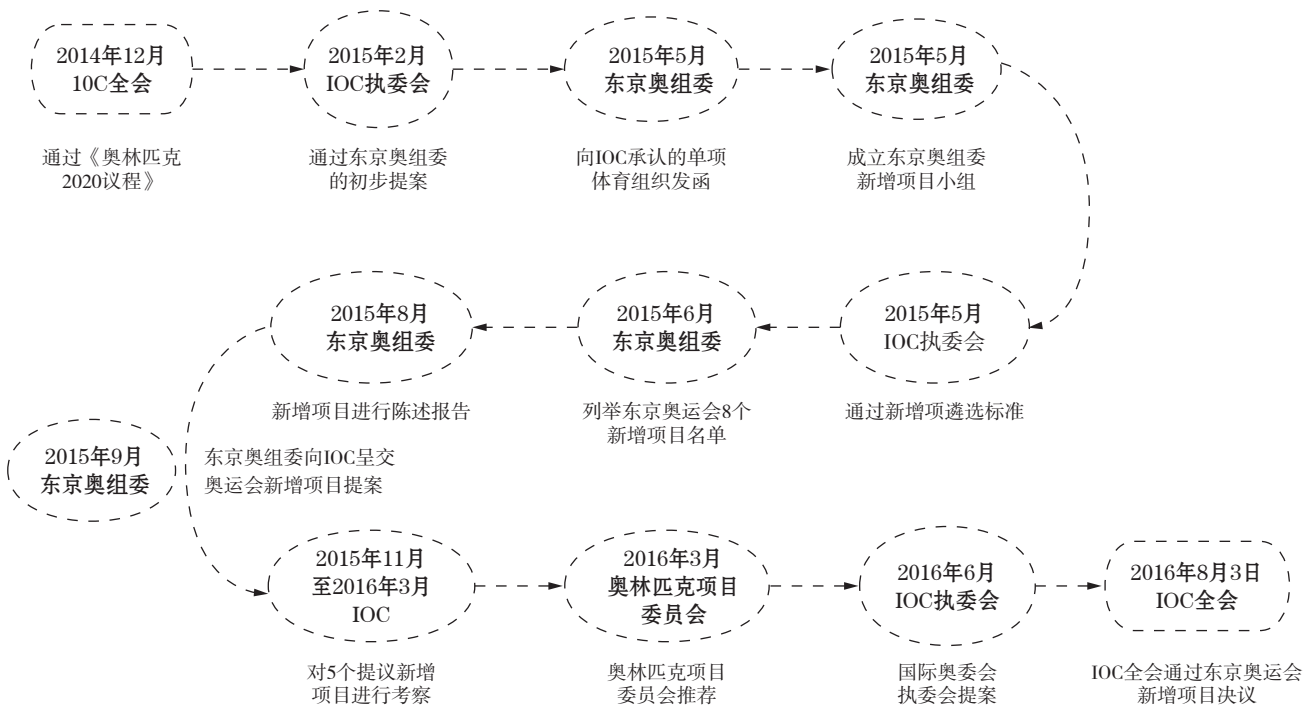 2014年12月
10C全会
通过《奥林匹克
2020议程》
2015年2月
IOC执委会
通过东京奥组委
的初步提案
2015年5月
东京奥组委
向IOC承认的单项
体育组织发函
2015年5月
东京奥组委
成立东京奥组委
新增项目小组
2015年5月
IOC执委会
通过新增项遴选标准
2015年6月
东京奥组委
列举东京奥运会8个
新增项目名单
2015年8月
东京奥组委
新增项目进行陈述报告
2015年9月
东京奥组委
东京奥组委向IOC呈交
奥运会新增项目提案
2015年11月
至2016年3月
IOC
对5个提议新增
项目进行考察
2016年3月
奥林匹克项目
委员会
奥林匹克项目
委员会推荐
2016年6月
IOC执委会
国际奥委会
执委会提案
2016年8月3日
IOC全会
IOC全会通过东京奥运会
新增项目决议